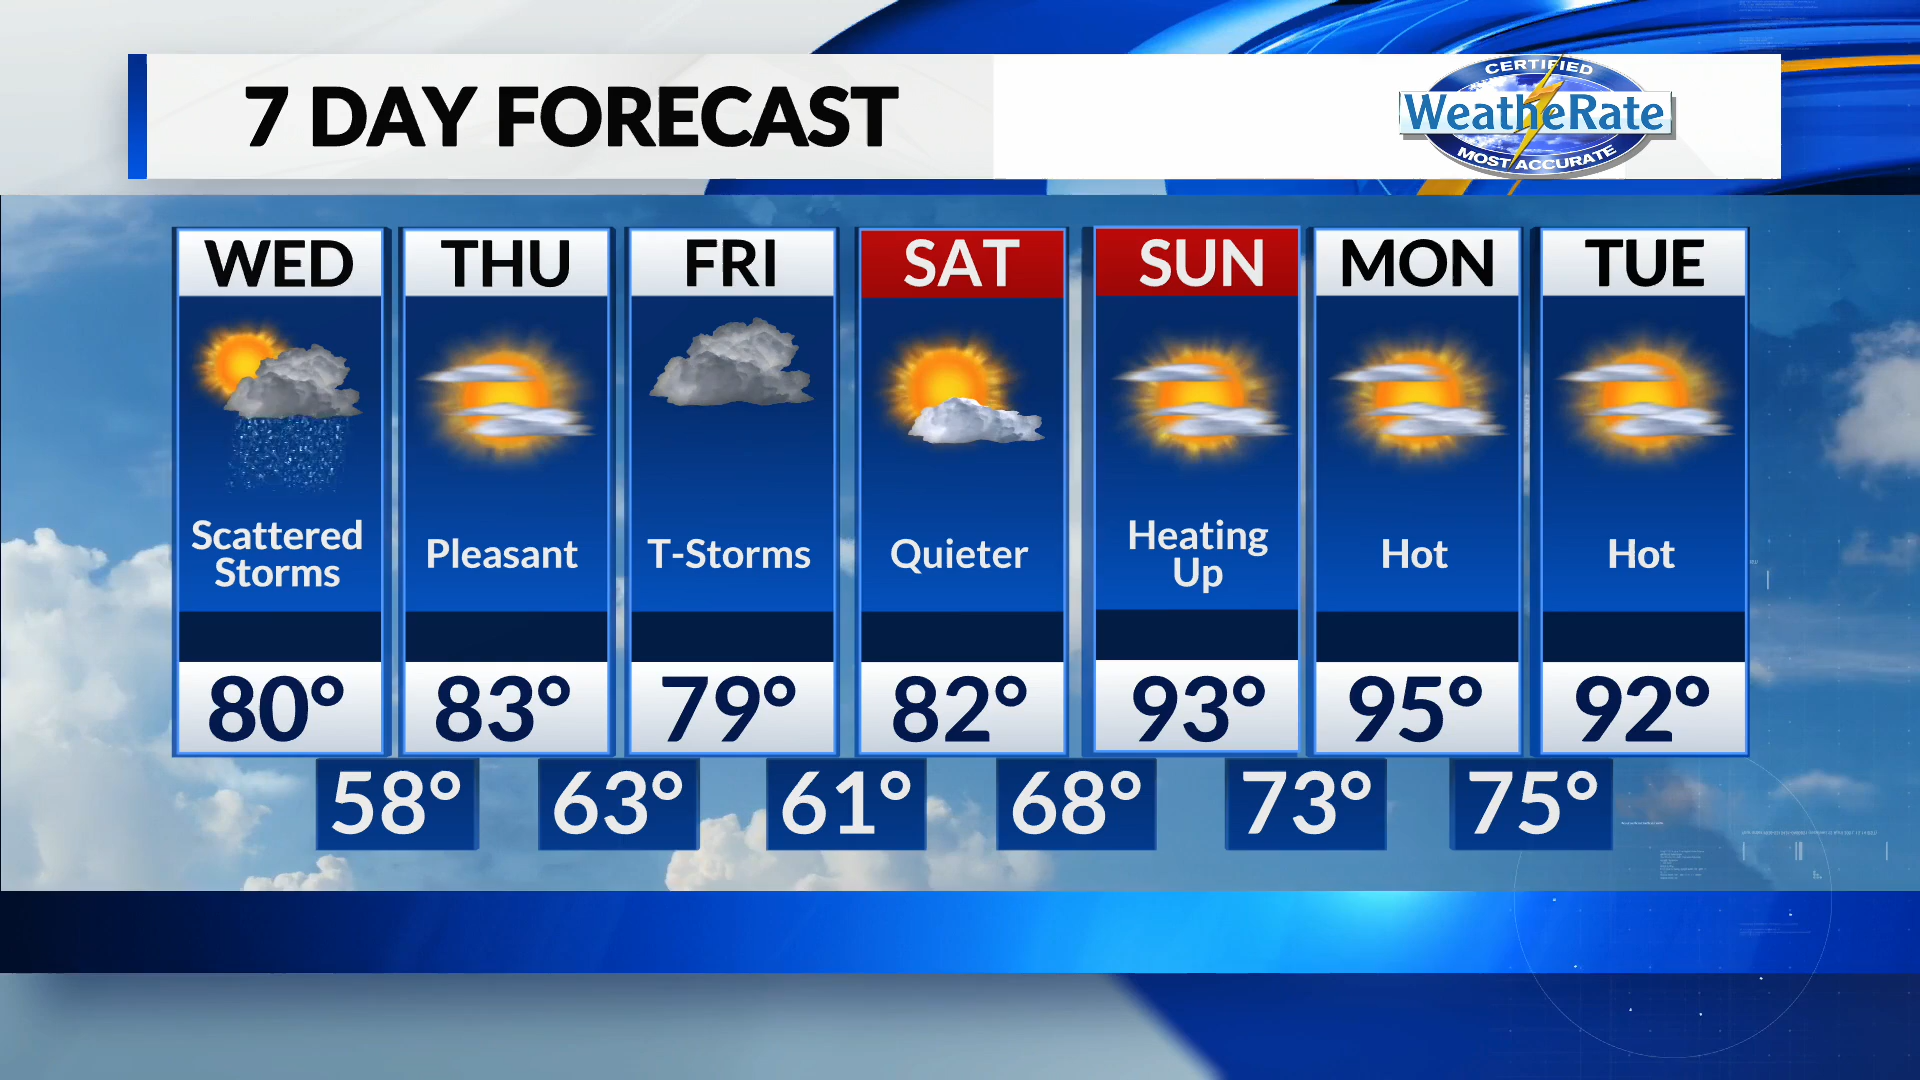 7 DAY FORECAST
CERTIFIED
WeatheRate
MOST ACCURATE
WED THU FRI SAT SUN MON TUE
Scattered
Storms
Pleasant
T-Storms
Quieter
Heating
Up
Hot
Hot
80° 83° 79° 82° 93° 95° 92°
58° 63° 61° 68° 73° 75°